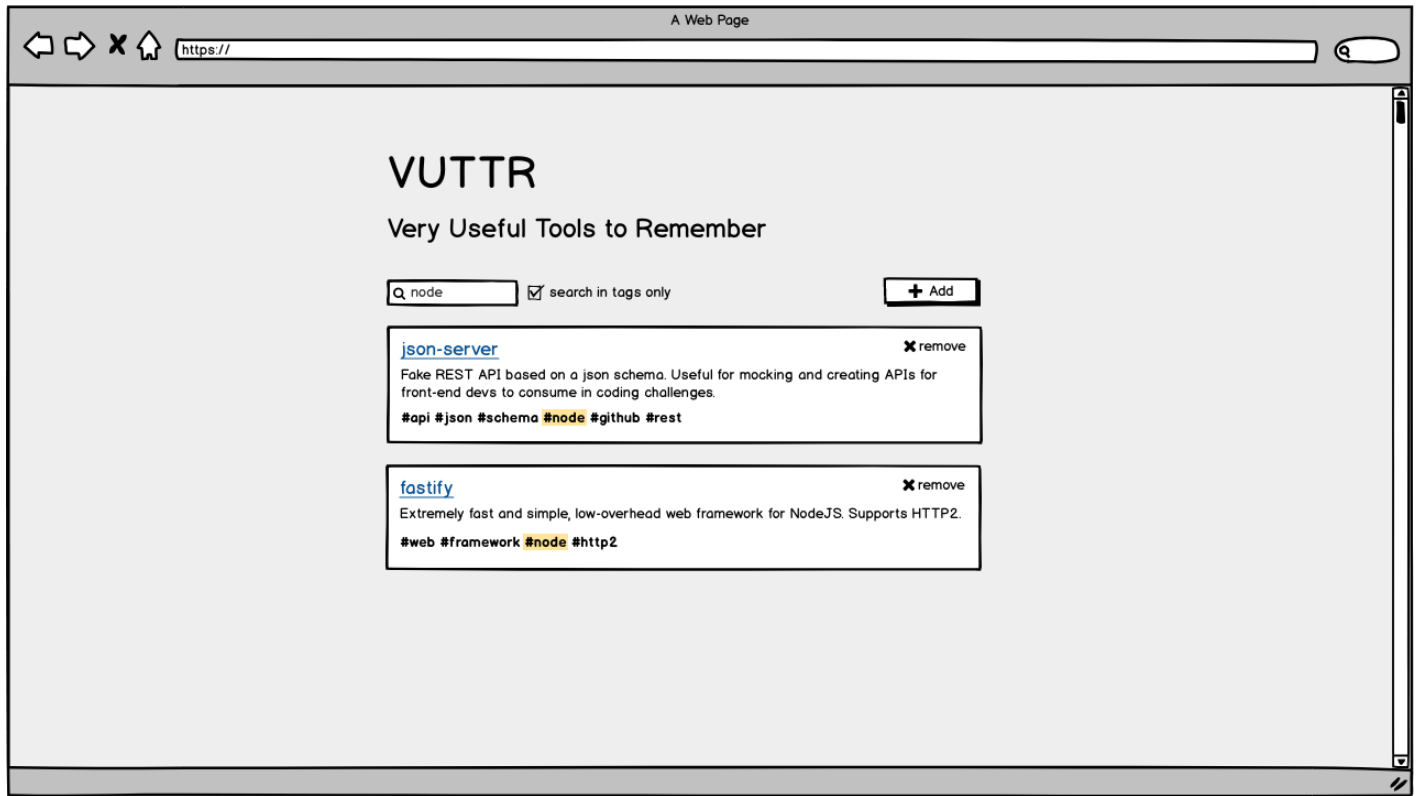 A Web Page
https://
VUTTR
Very Useful Tools to Remember
node
search in tags only
Add
json-server
remove
Fake REST API based on a json schema. Useful for mocking and creating APIs for
front-end devs to consume in coding challenges.
#api #json #schema #node #github #rest
fastify
remove
Extremely fast and simple, low-overhead web framework for NodeJS. Supports HTTP2.
#web #framework #node #http2